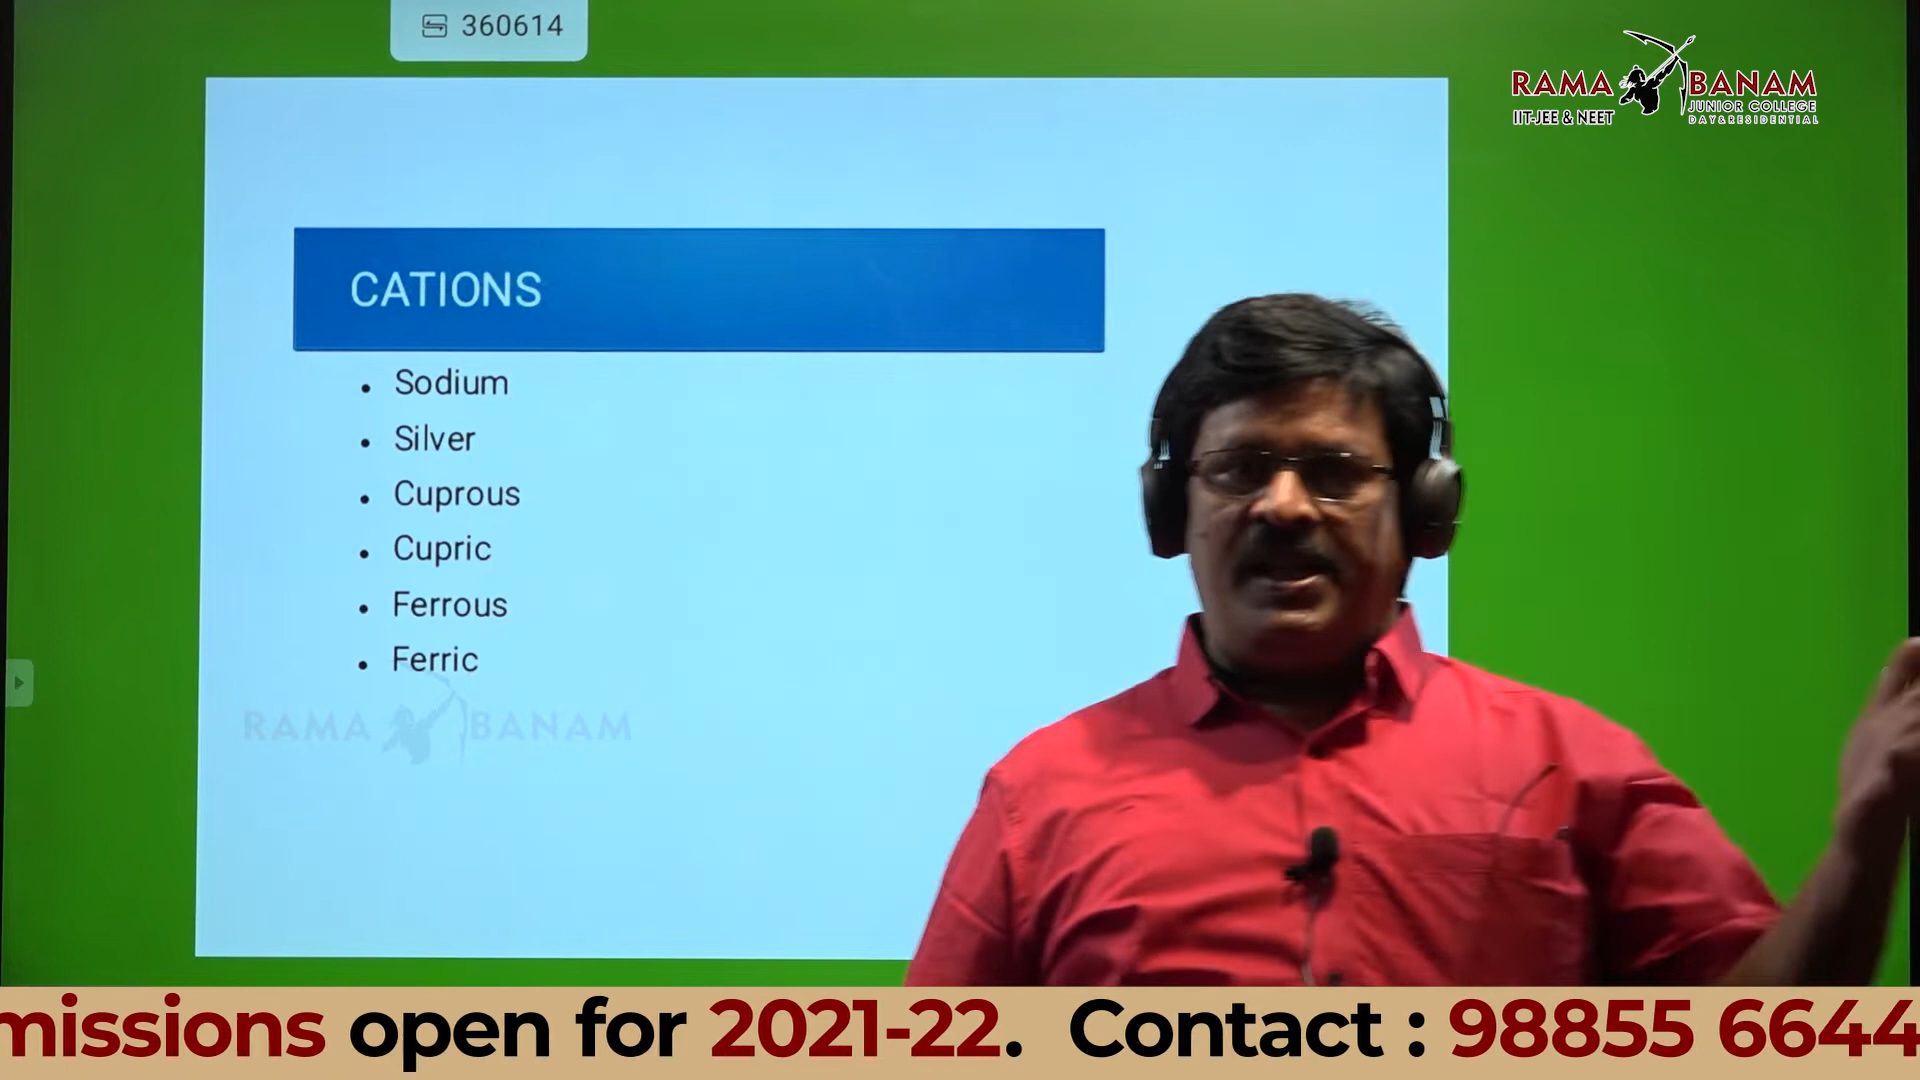 360614
RAMA BANAM
IIT-JEE & NEET
JUNIOR COLLEGE
DAY&RESIDENTIAL
CATIONS
• Sodium
• Silver
• Cuprous
• Cupric
• Ferrous
• Ferric
RAMA BANAM
missions open for 2021-22. Contact : 98855 6644